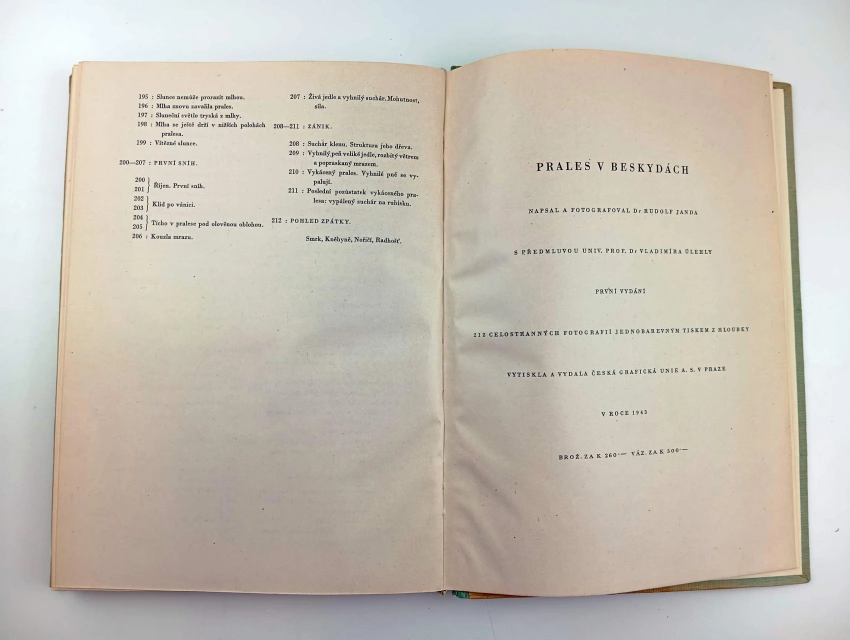 195 : Slunce nemůže prorazit mlhou.
196 : Mlha znovu zavalila prales.
197 : Sluneční světlo tryská z mlhy.
198 : Mlha se ještě drží v nižších polohách
pralesa.
199 : Vítězné slunce.
200—207 : PRVNÍ SNÍH.
200
201 } Říjen. První sníh.
202
203 } Klid po vánici.
204
205 } Ticho v pralese pod olověnou oblohou.
206 : Kouzla mrazu.
207 : Živá jedle a vyhnilý suchár. Mohutnost,
síla.
208—211 : ZÁNIK.
208 : Suchár klenu. Struktura jeho dřeva.
209 : Vyhnilý peň veliké jedle, rozbitý větrem
a popraskaný mrazem.
210 : Vykácený prales. Vyhnilé pně se vy-
palují.
211 : Poslední pozůstatek vykáceného pra-
lesa: vypálený suchár na rubisku.
212 : POHLED ZPÁTKY.
Smrk, Kněhyně, Noříčí, Radhošť.
PRALES V BESKYDÁCH
NAPSAL A FOTOGRAFOVAL Dr RUDOLF JANDA
S PŘEDMLUVOU UNIV. PROF. Dr VLADIMÍRA ÚLEHLY
PRVNÍ VYDÁNÍ
212 CELOSTRANNÝCH FOTOGRAFIÍ JEDNOBAREVNÝM TISKEM Z HLOUBKY
VYTISKLA A VYDALA ČESKÁ GRAFICKÁ UNIE A. S. V PRAZE
V ROCE 1943
BROŽ. ZA K 260·— VÁZ. ZA K 300·—